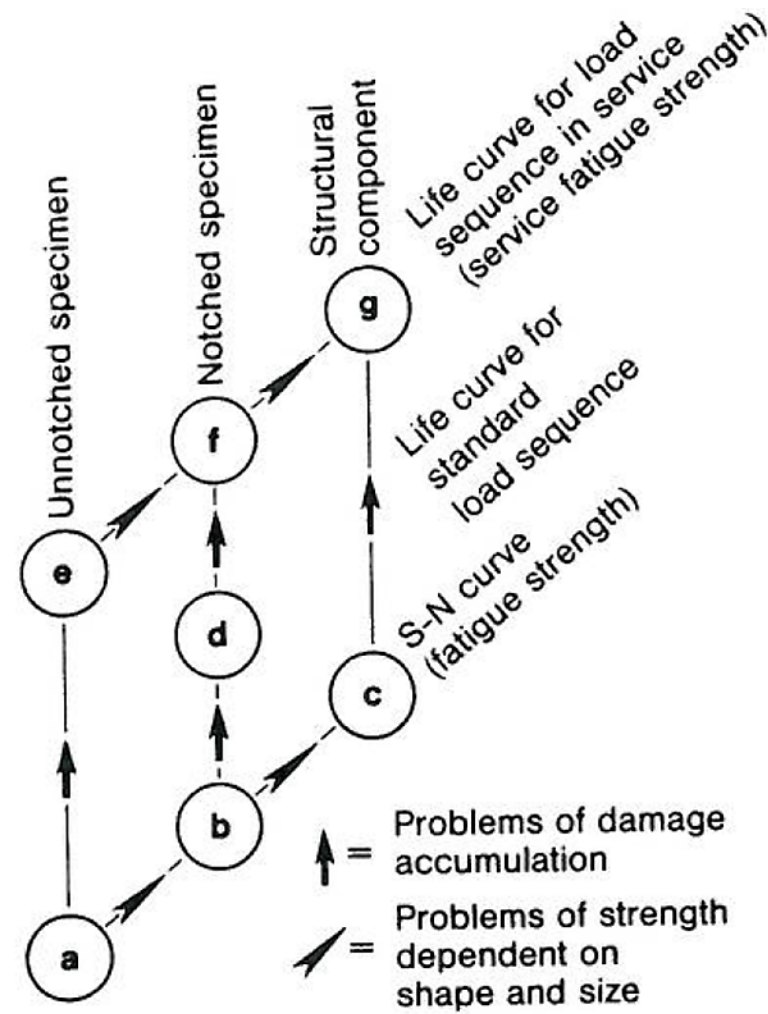 Unnotched specimen
Notched specimen
Structural
component
Life curve for load
sequence in service
(service fatigue strength)
g
Life curve for
standard
load sequence
f
e
d
S-N curve
(fatigue strength)
c
b
a
= Problems of damage
accumulation
= Problems of strength
dependent on
shape and size